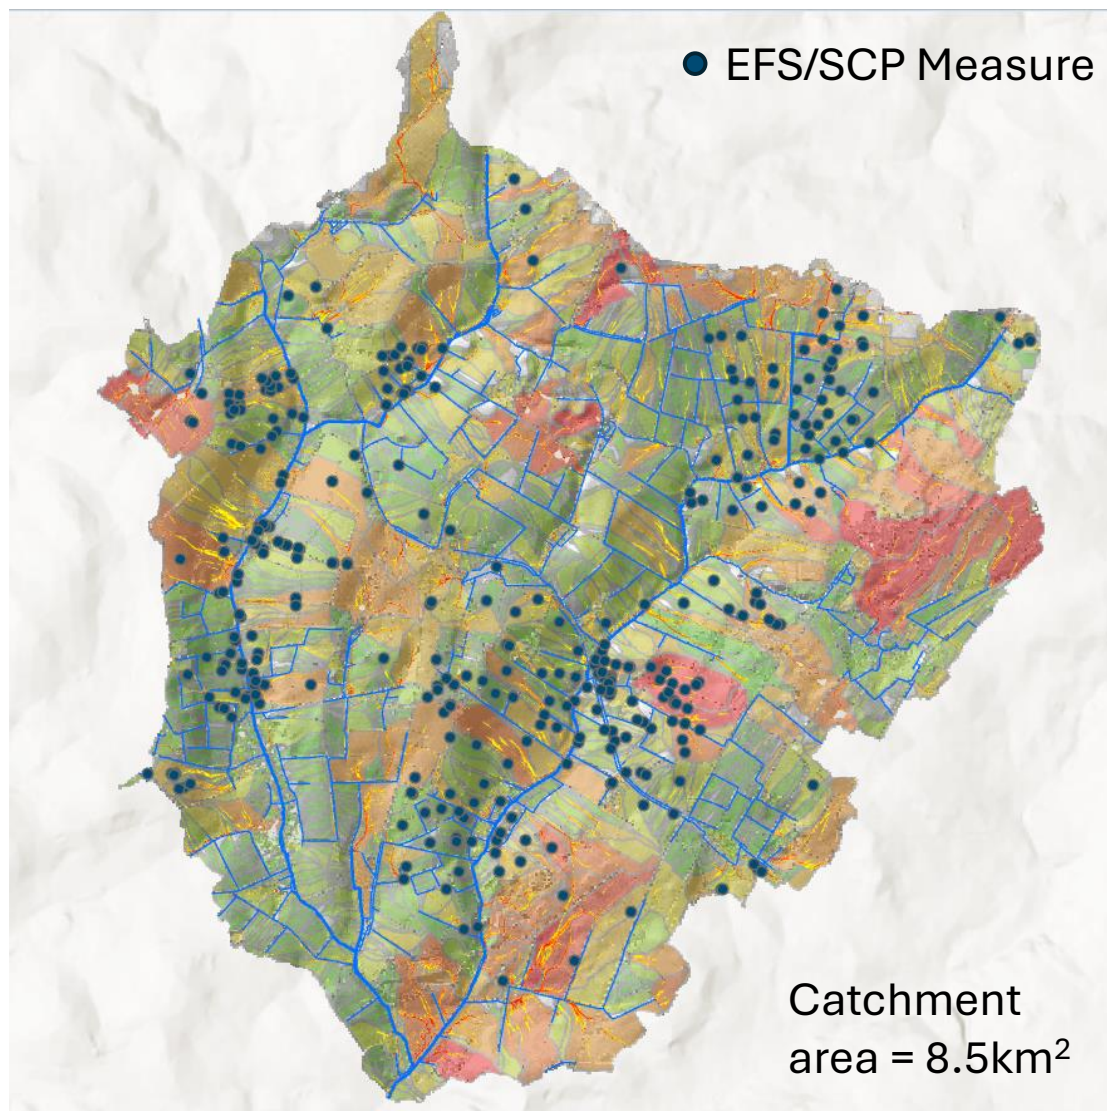 EFS/SCP Measure
Catchment
area = 8.5km²